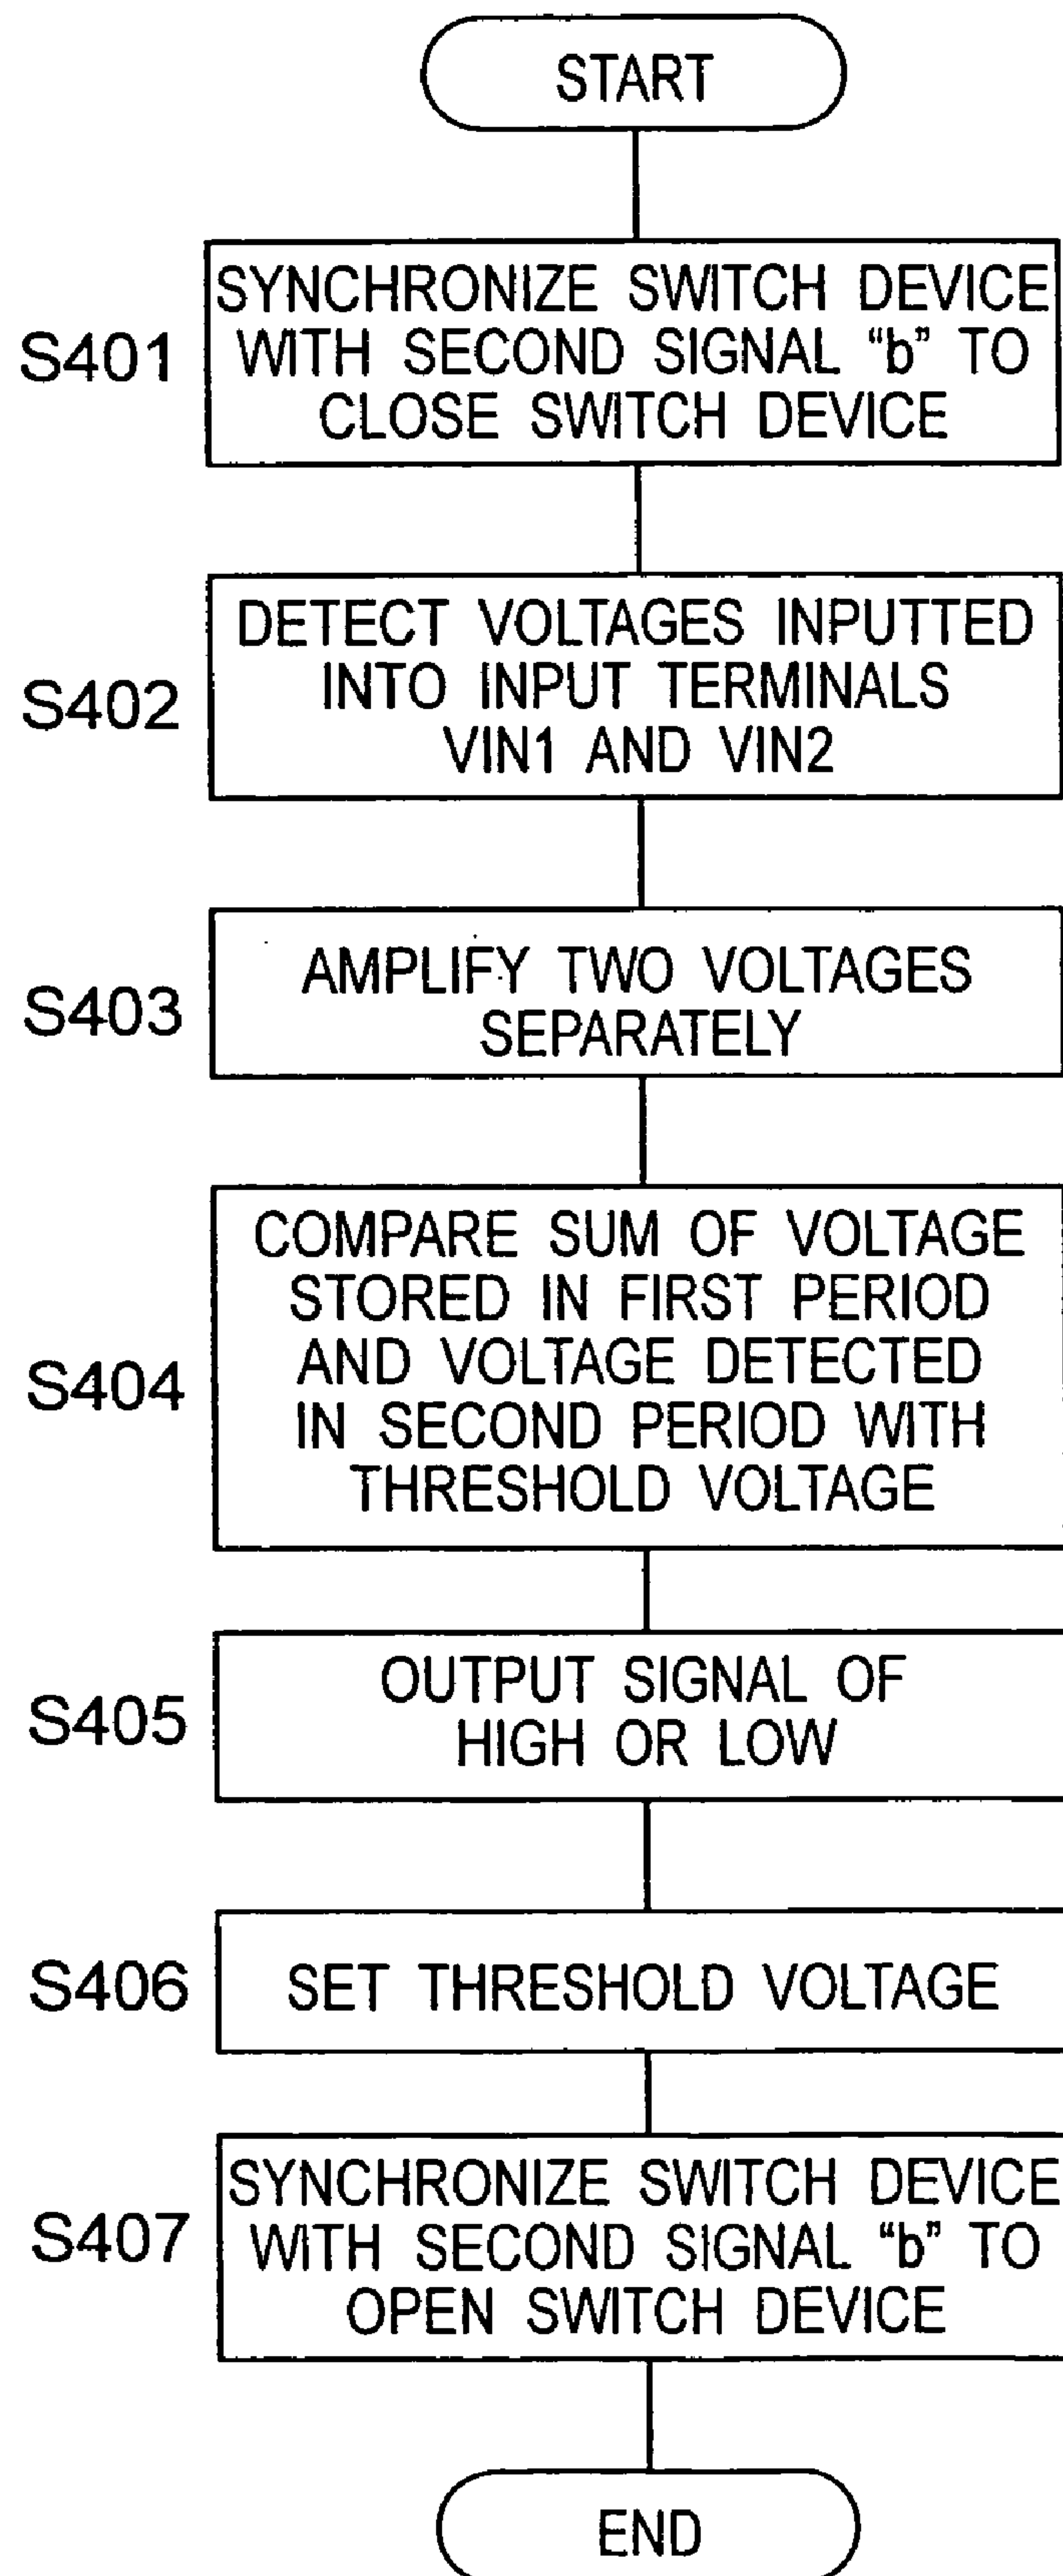 START
S401
SYNCHRONIZE SWITCH DEVICE
WITH SECOND SIGNAL "b" TO
CLOSE SWITCH DEVICE
S402
DETECT VOLTAGES INPUTTED
INTO INPUT TERMINALS
VIN1 AND VIN2
S403
AMPLIFY TWO VOLTAGES
SEPARATELY
S404
COMPARE SUM OF VOLTAGE
STORED IN FIRST PERIOD
AND VOLTAGE DETECTED
IN SECOND PERIOD WITH
THRESHOLD VOLTAGE
S405
OUTPUT SIGNAL OF
HIGH OR LOW
S406
SET THRESHOLD VOLTAGE
S407
SYNCHRONIZE SWITCH DEVICE
WITH SECOND SIGNAL "b" TO
OPEN SWITCH DEVICE
END